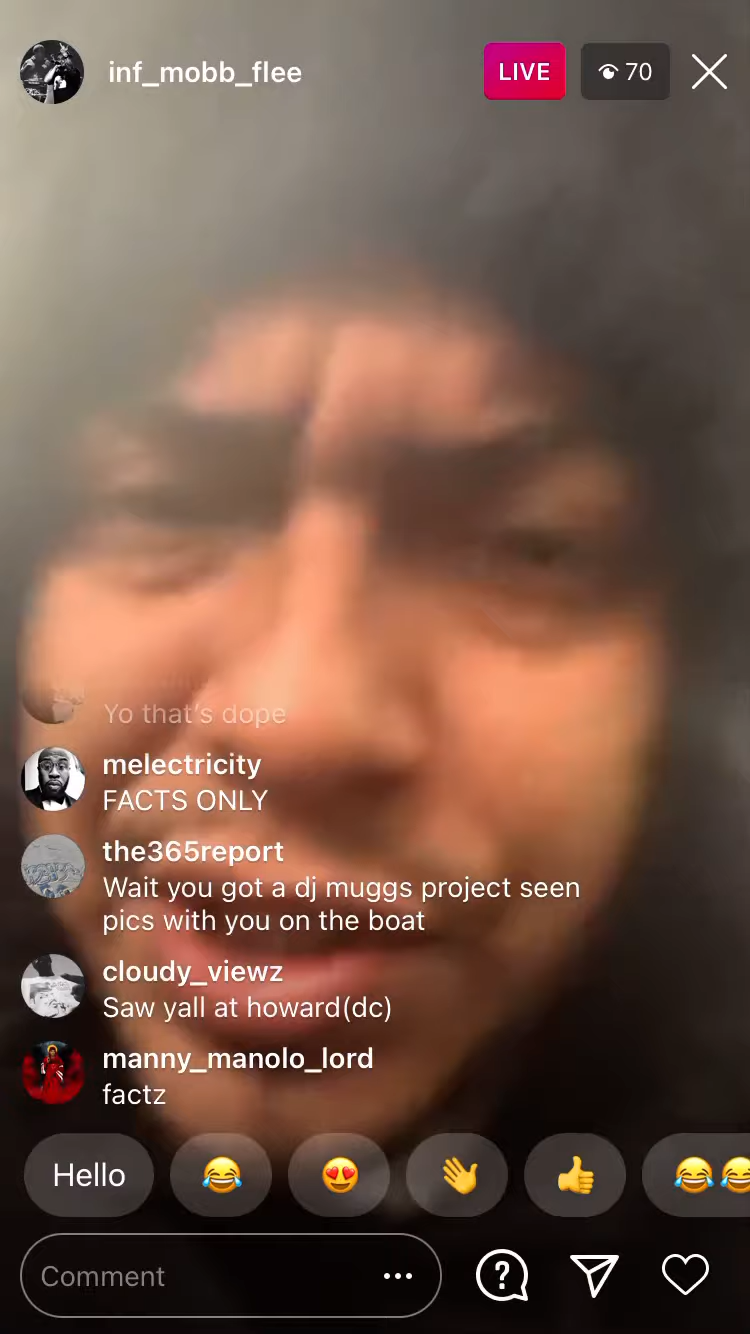 inf_mobb_flee
LIVE
70
Yo that's dope
melectricity
FACTS ONLY
the365report
Wait you got a dj muggs project seen
pics with you on the boat
cloudy_viewz
Saw yall at howard(dc)
manny_manolo_lord
factz
Hello
Comment